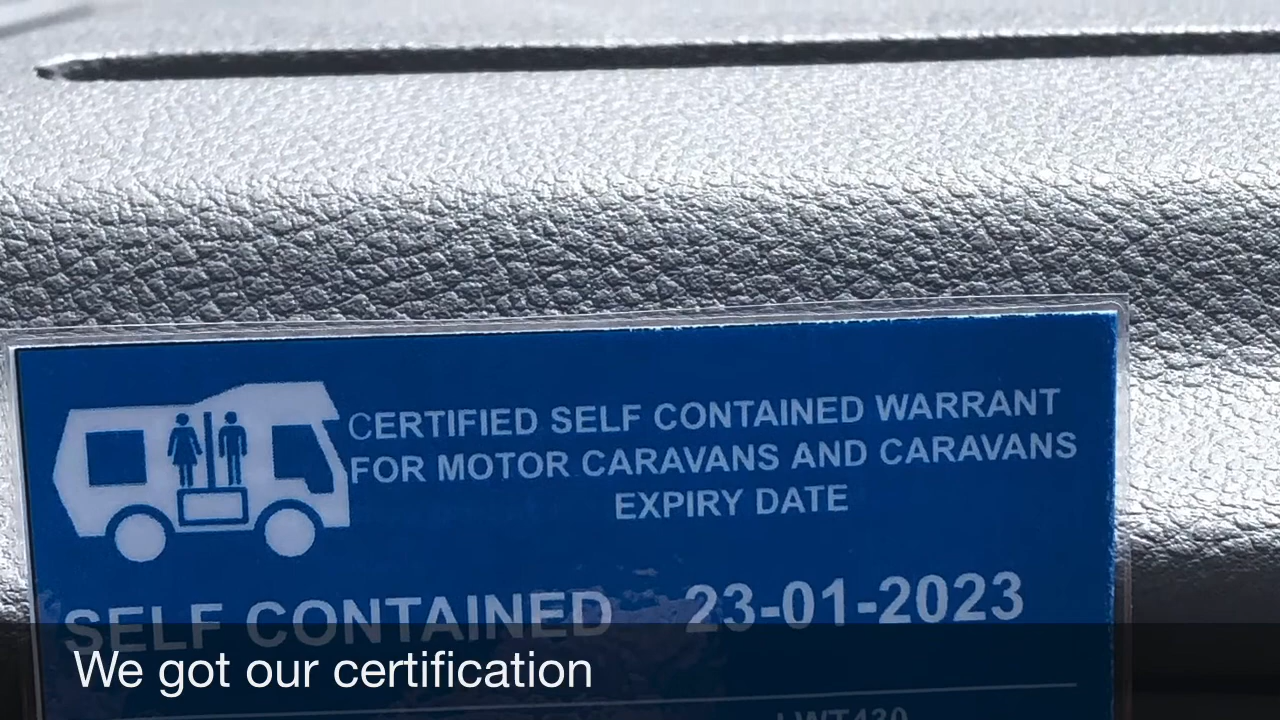 CERTIFIED SELF CONTAINED WARRANT
FOR MOTOR CARAVANS AND CARAVANS
EXPIRY DATE
SELF CONTAINED 23-01-2023
We got our certification